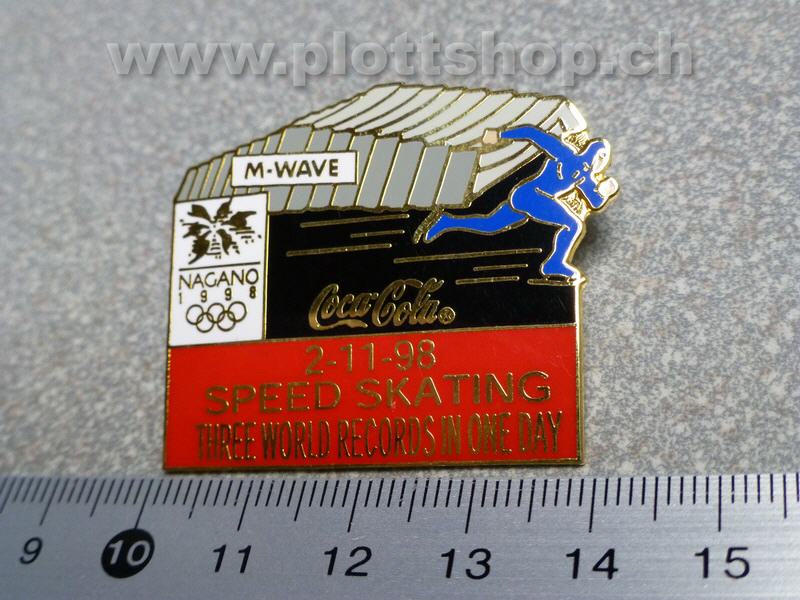 www.plottshop.ch
M-WAVE
NAGANO
1998
Coca-Cola®
2-11-98
SPEED SKATING
THREE WORLD RECORDS IN ONE DAY
9 10 11 12 13 14 15